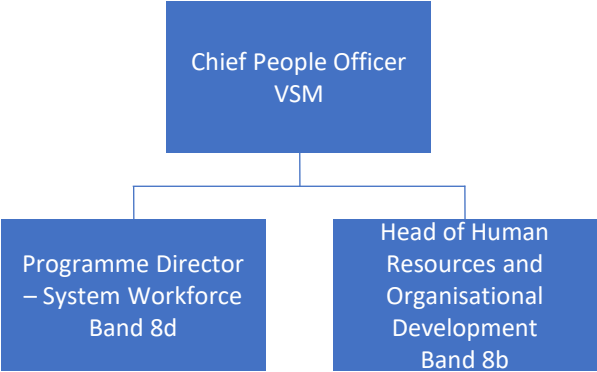 Chief People Officer
VSM
Programme Director
– System Workforce
Band 8d
Head of Human
Resources and
Organisational
Development
Band 8b